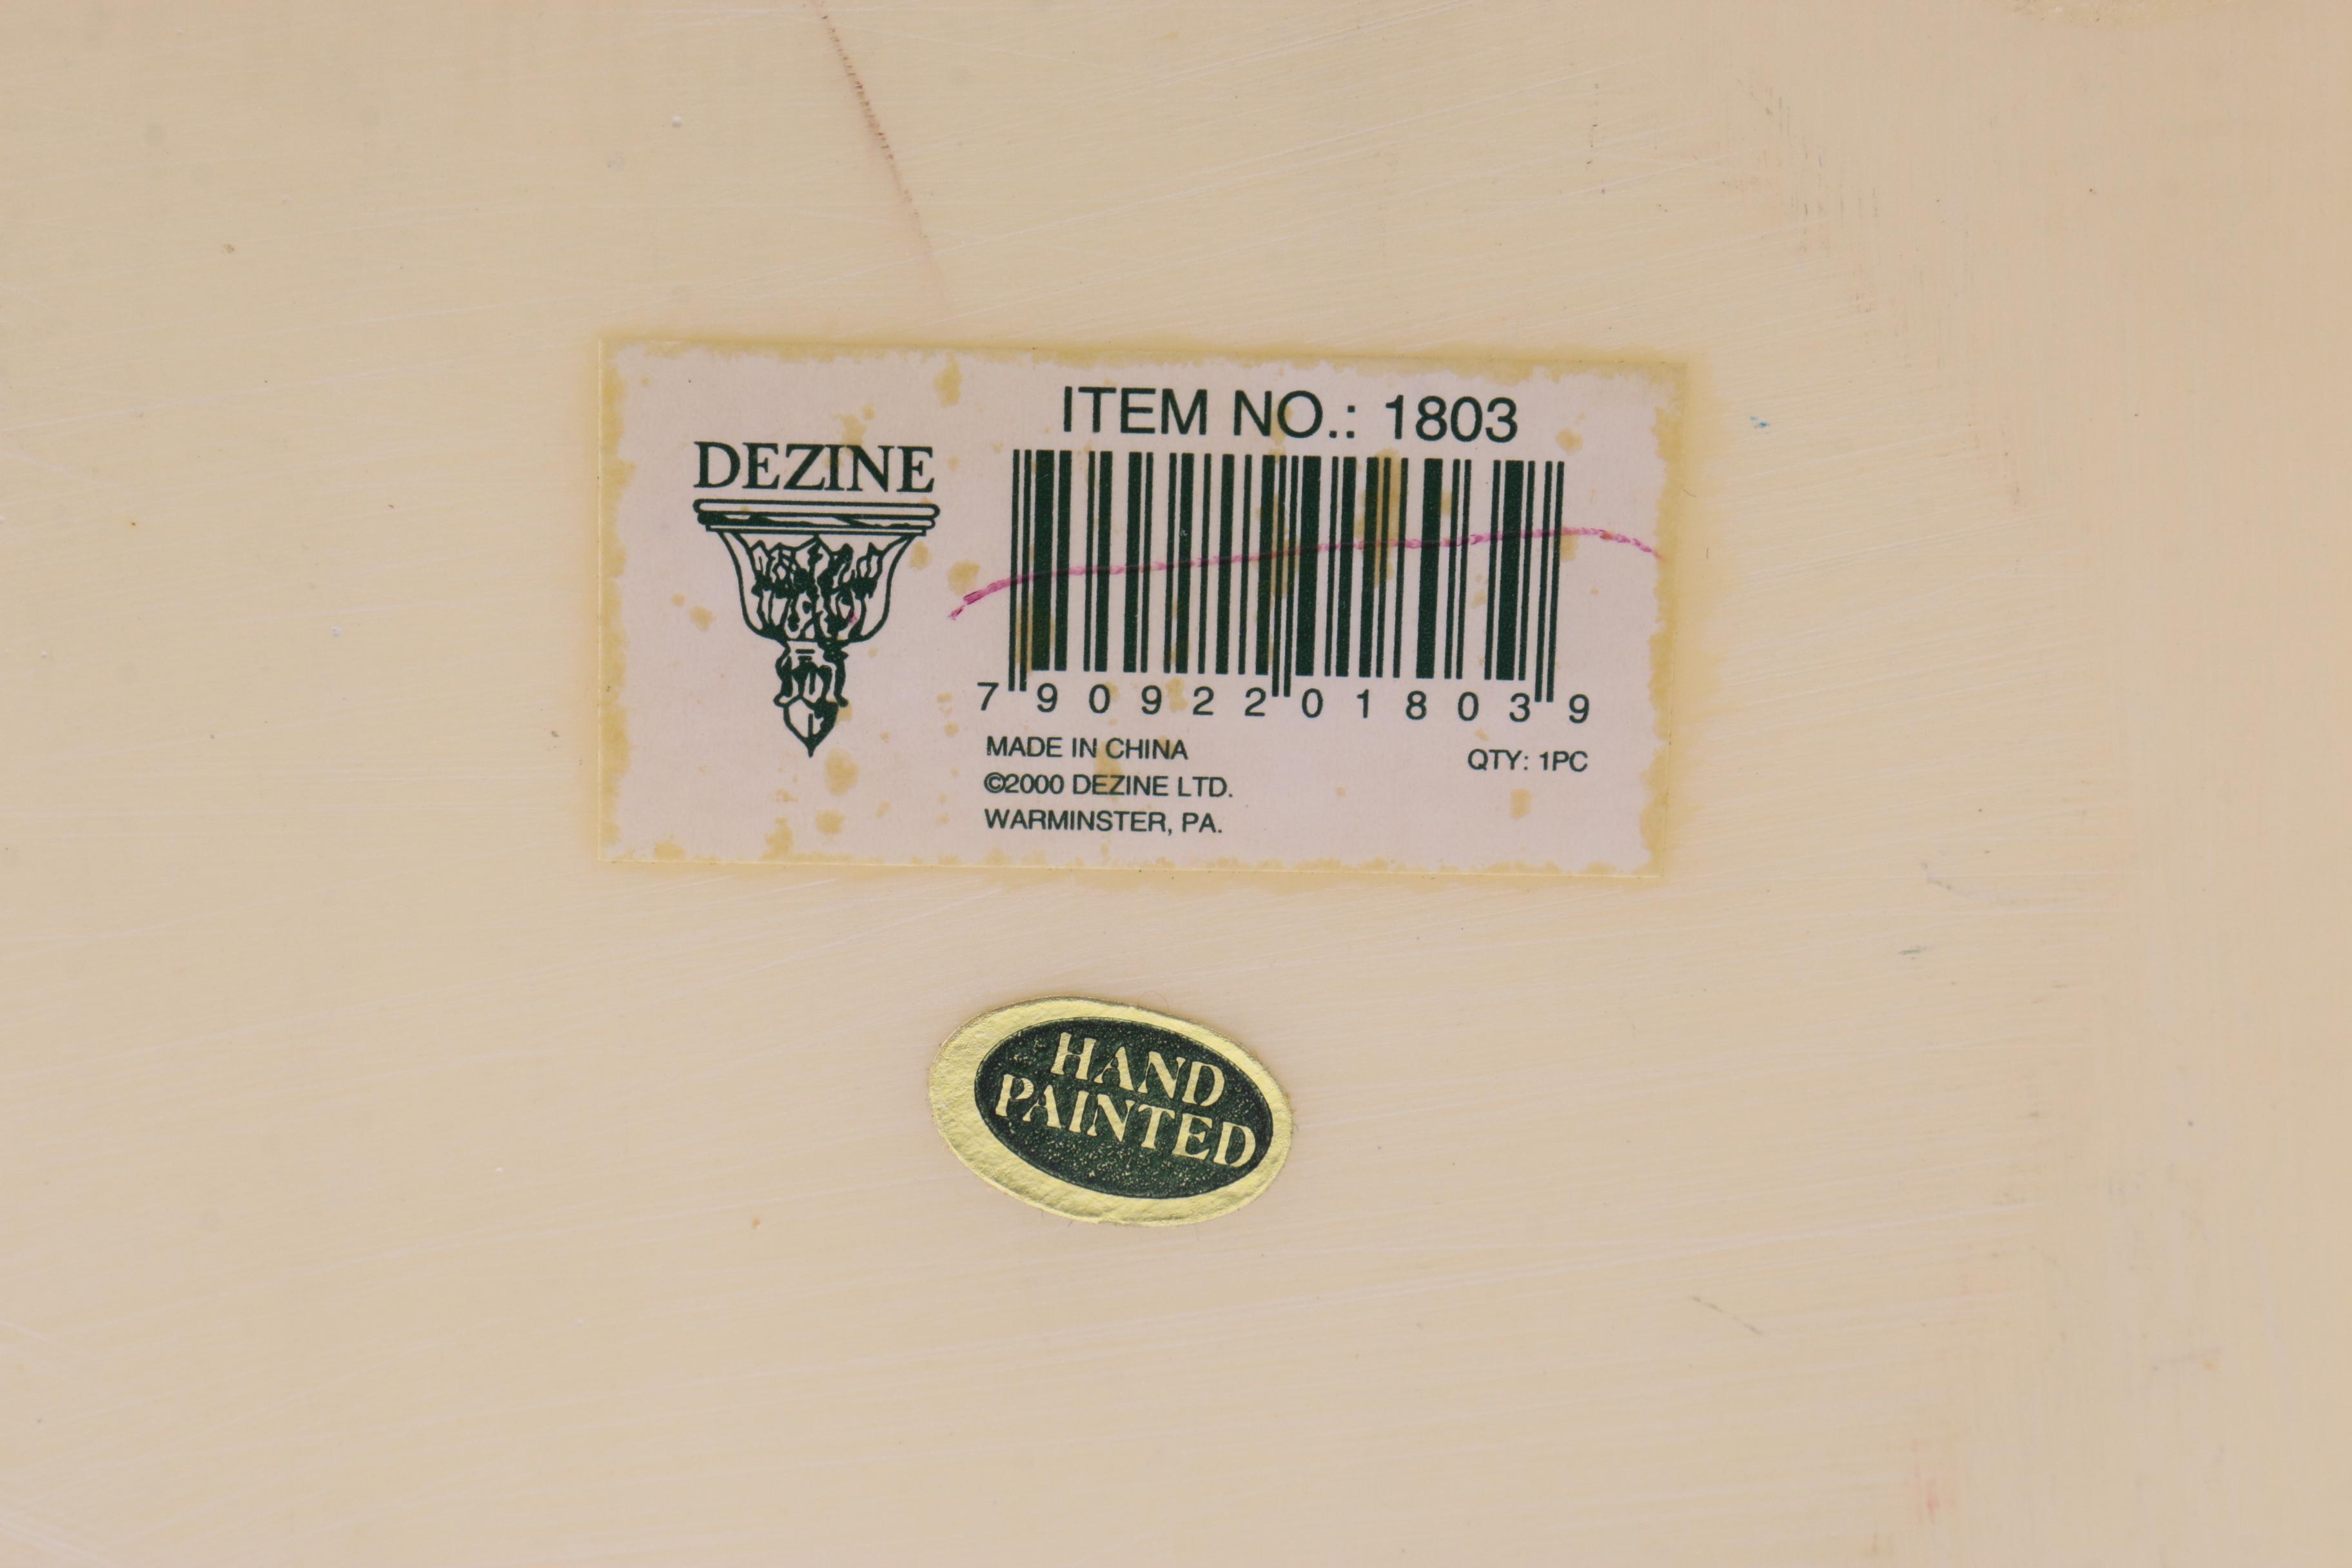 ITEM NO.: 1803
DEZINE
7 90922 01803 9
MADE IN CHINA
QTY: 1PC
©2000 DEZINE LTD.
WARMINSTER, PA.
HAND
PAINTED